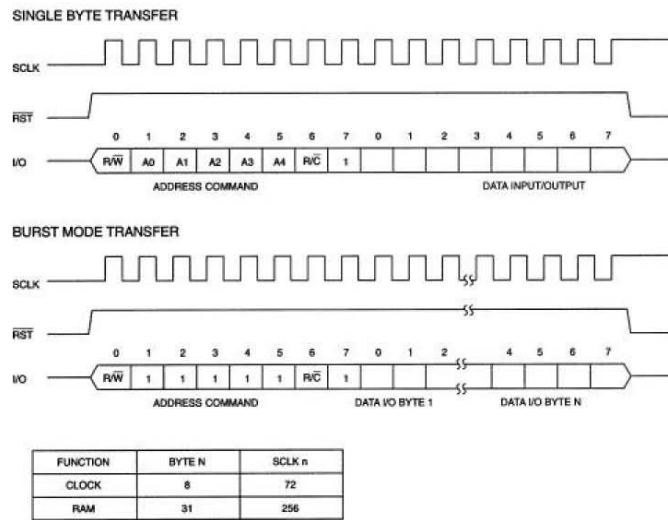 SINGLE BYTE TRANSFER
SCLK
R̅S̅T̅
0 1 2 3 4 5 6 7 0 1 2 3 4 5 6 7
I/O R/W̅ A0 A1 A2 A3 A4 R/C̅ 1
ADDRESS COMMAND DATA INPUT/OUTPUT
BURST MODE TRANSFER
SCLK
R̅S̅T̅
0 1 2 3 4 5 6 7 0 1 2 4 5 6 7
I/O R/W̅ 1 1 1 1 1 R/C̅ 1
ADDRESS COMMAND DATA I/O BYTE 1 DATA I/O BYTE N
FUNCTION BYTE N SCLK n
CLOCK 8 72
RAM 31 256